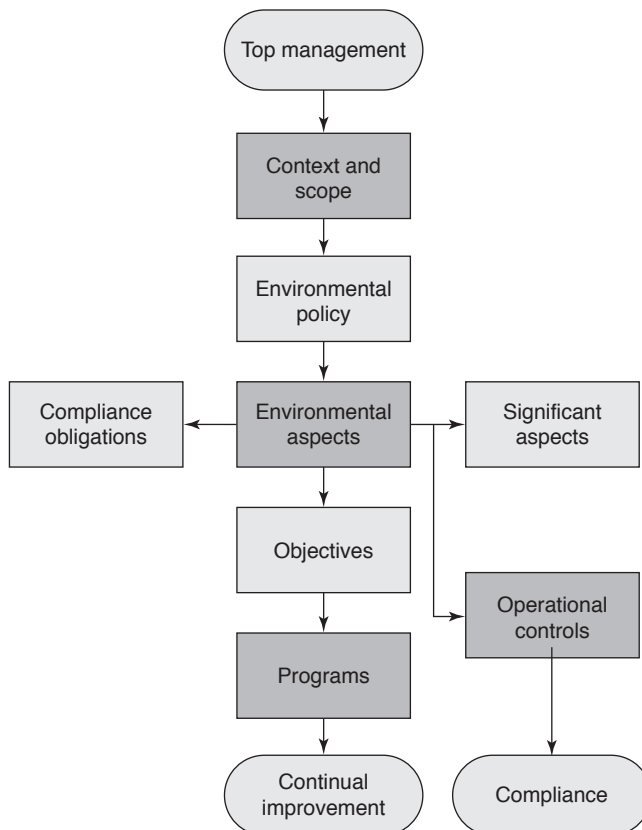 Top management
Context and
scope
Environmental
policy
Compliance
obligations
Environmental
aspects
Significant
aspects
Objectives
Operational
controls
Programs
Continual
improvement
Compliance